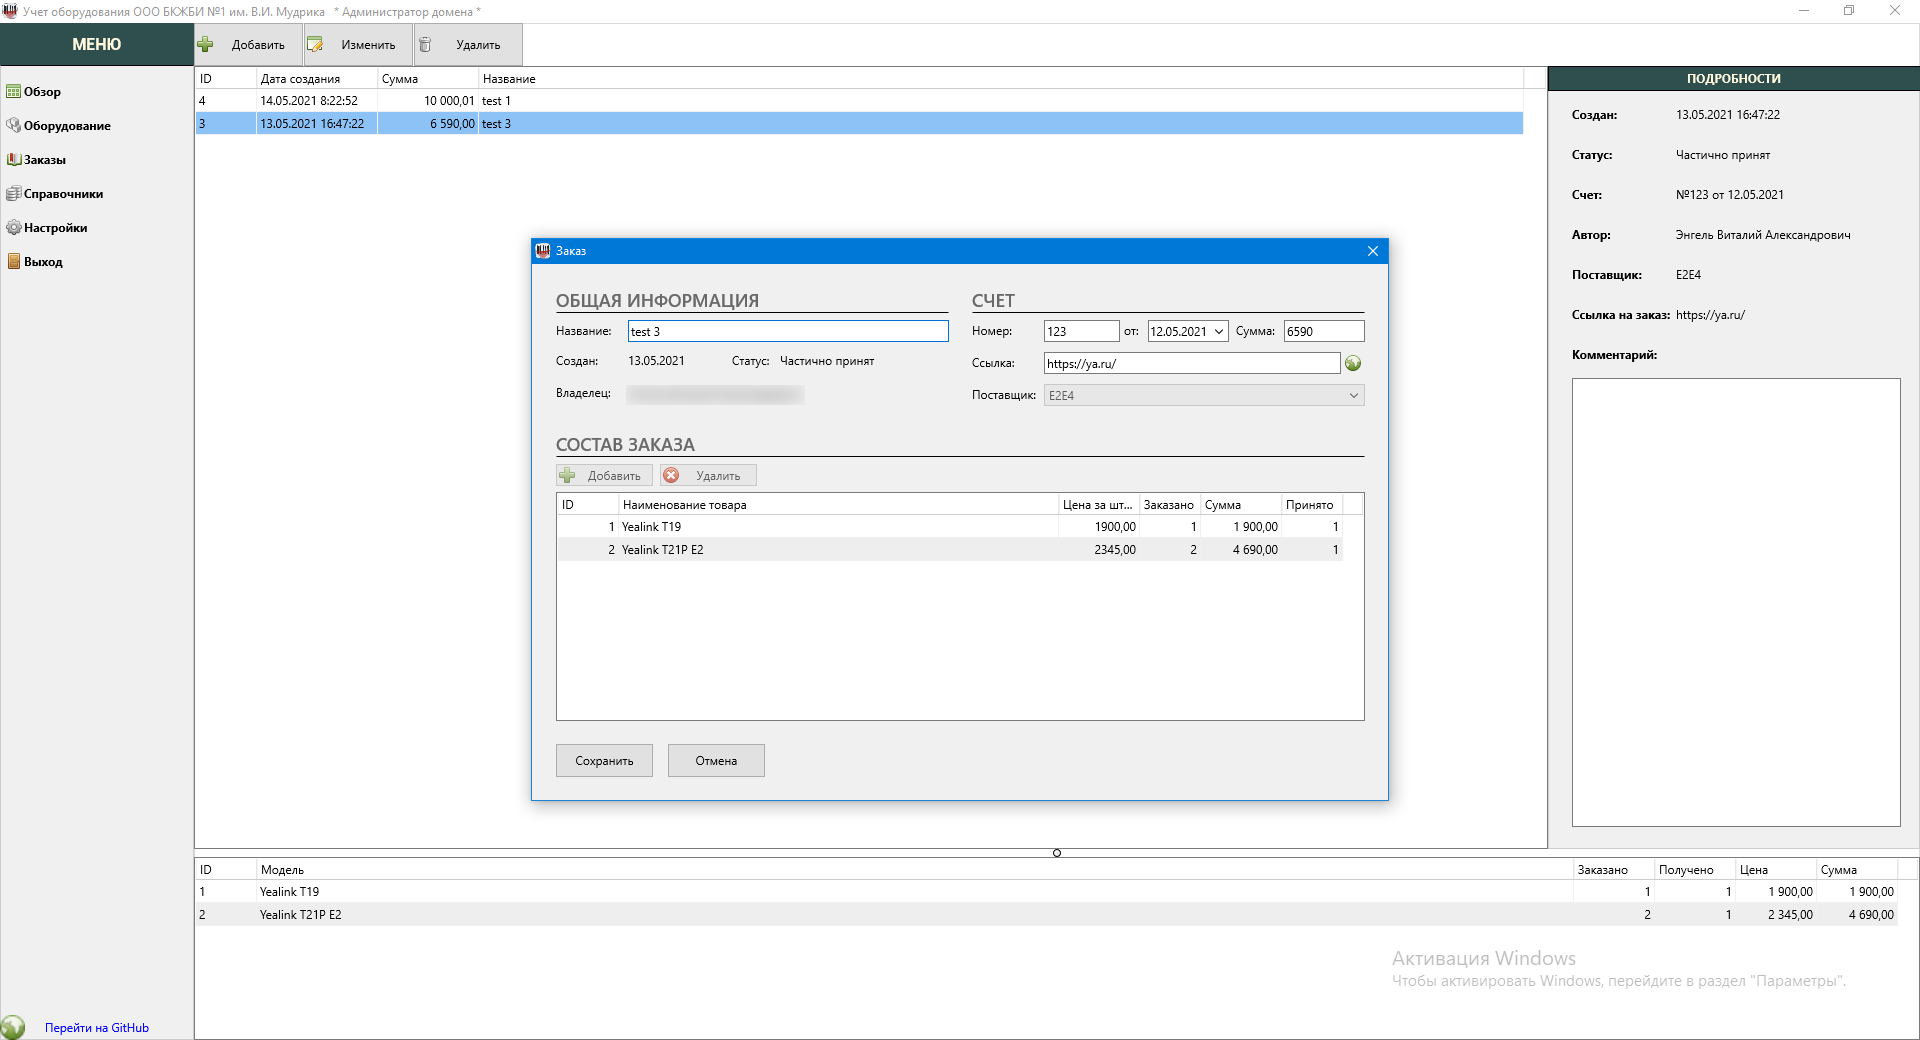 Учет оборудования ООО БКЖБИ №1 им. В.И. Мудрика * Администратор домена *
МЕНЮ
Добавить Изменить Удалить
Обзор
Оборудование
Заказы
Справочники
Настройки
Выход
ID Дата создания Сумма Название
4 14.05.2021 8:22:52 10 000,01 test 1
3 13.05.2021 16:47:22 6 590,00 test 3
ПОДРОБНОСТИ
Создан: 13.05.2021 16:47:22
Статус: Частично принят
Счет: №123 от 12.05.2021
Автор: Энгель Виталий Александрович
Поставщик: E2E4
Ссылка на заказ: https://ya.ru/
Комментарий:
Заказ
ОБЩАЯ ИНФОРМАЦИЯ
Название: test 3
Создан: 13.05.2021 Статус: Частично принят
Владелец:
СЧЕТ
Номер: 123 от: 12.05.2021 Сумма: 6590
Ссылка: https://ya.ru/
Поставщик: E2E4
СОСТАВ ЗАКАЗА
Добавить Удалить
ID Наименование товара Цена за шт... Заказано Сумма Принято
1 Yealink T19 1900,00 1 1 900,00 1
2 Yealink T21P E2 2345,00 2 4 690,00 1
Сохранить Отмена
ID Модель Заказано Получено Цена Сумма
1 Yealink T19 1 1 1 900,00 1 900,00
2 Yealink T21P E2 2 1 2 345,00 4 690,00
Активация Windows
Чтобы активировать Windows, перейдите в раздел "Параметры".
Перейти на GitHub